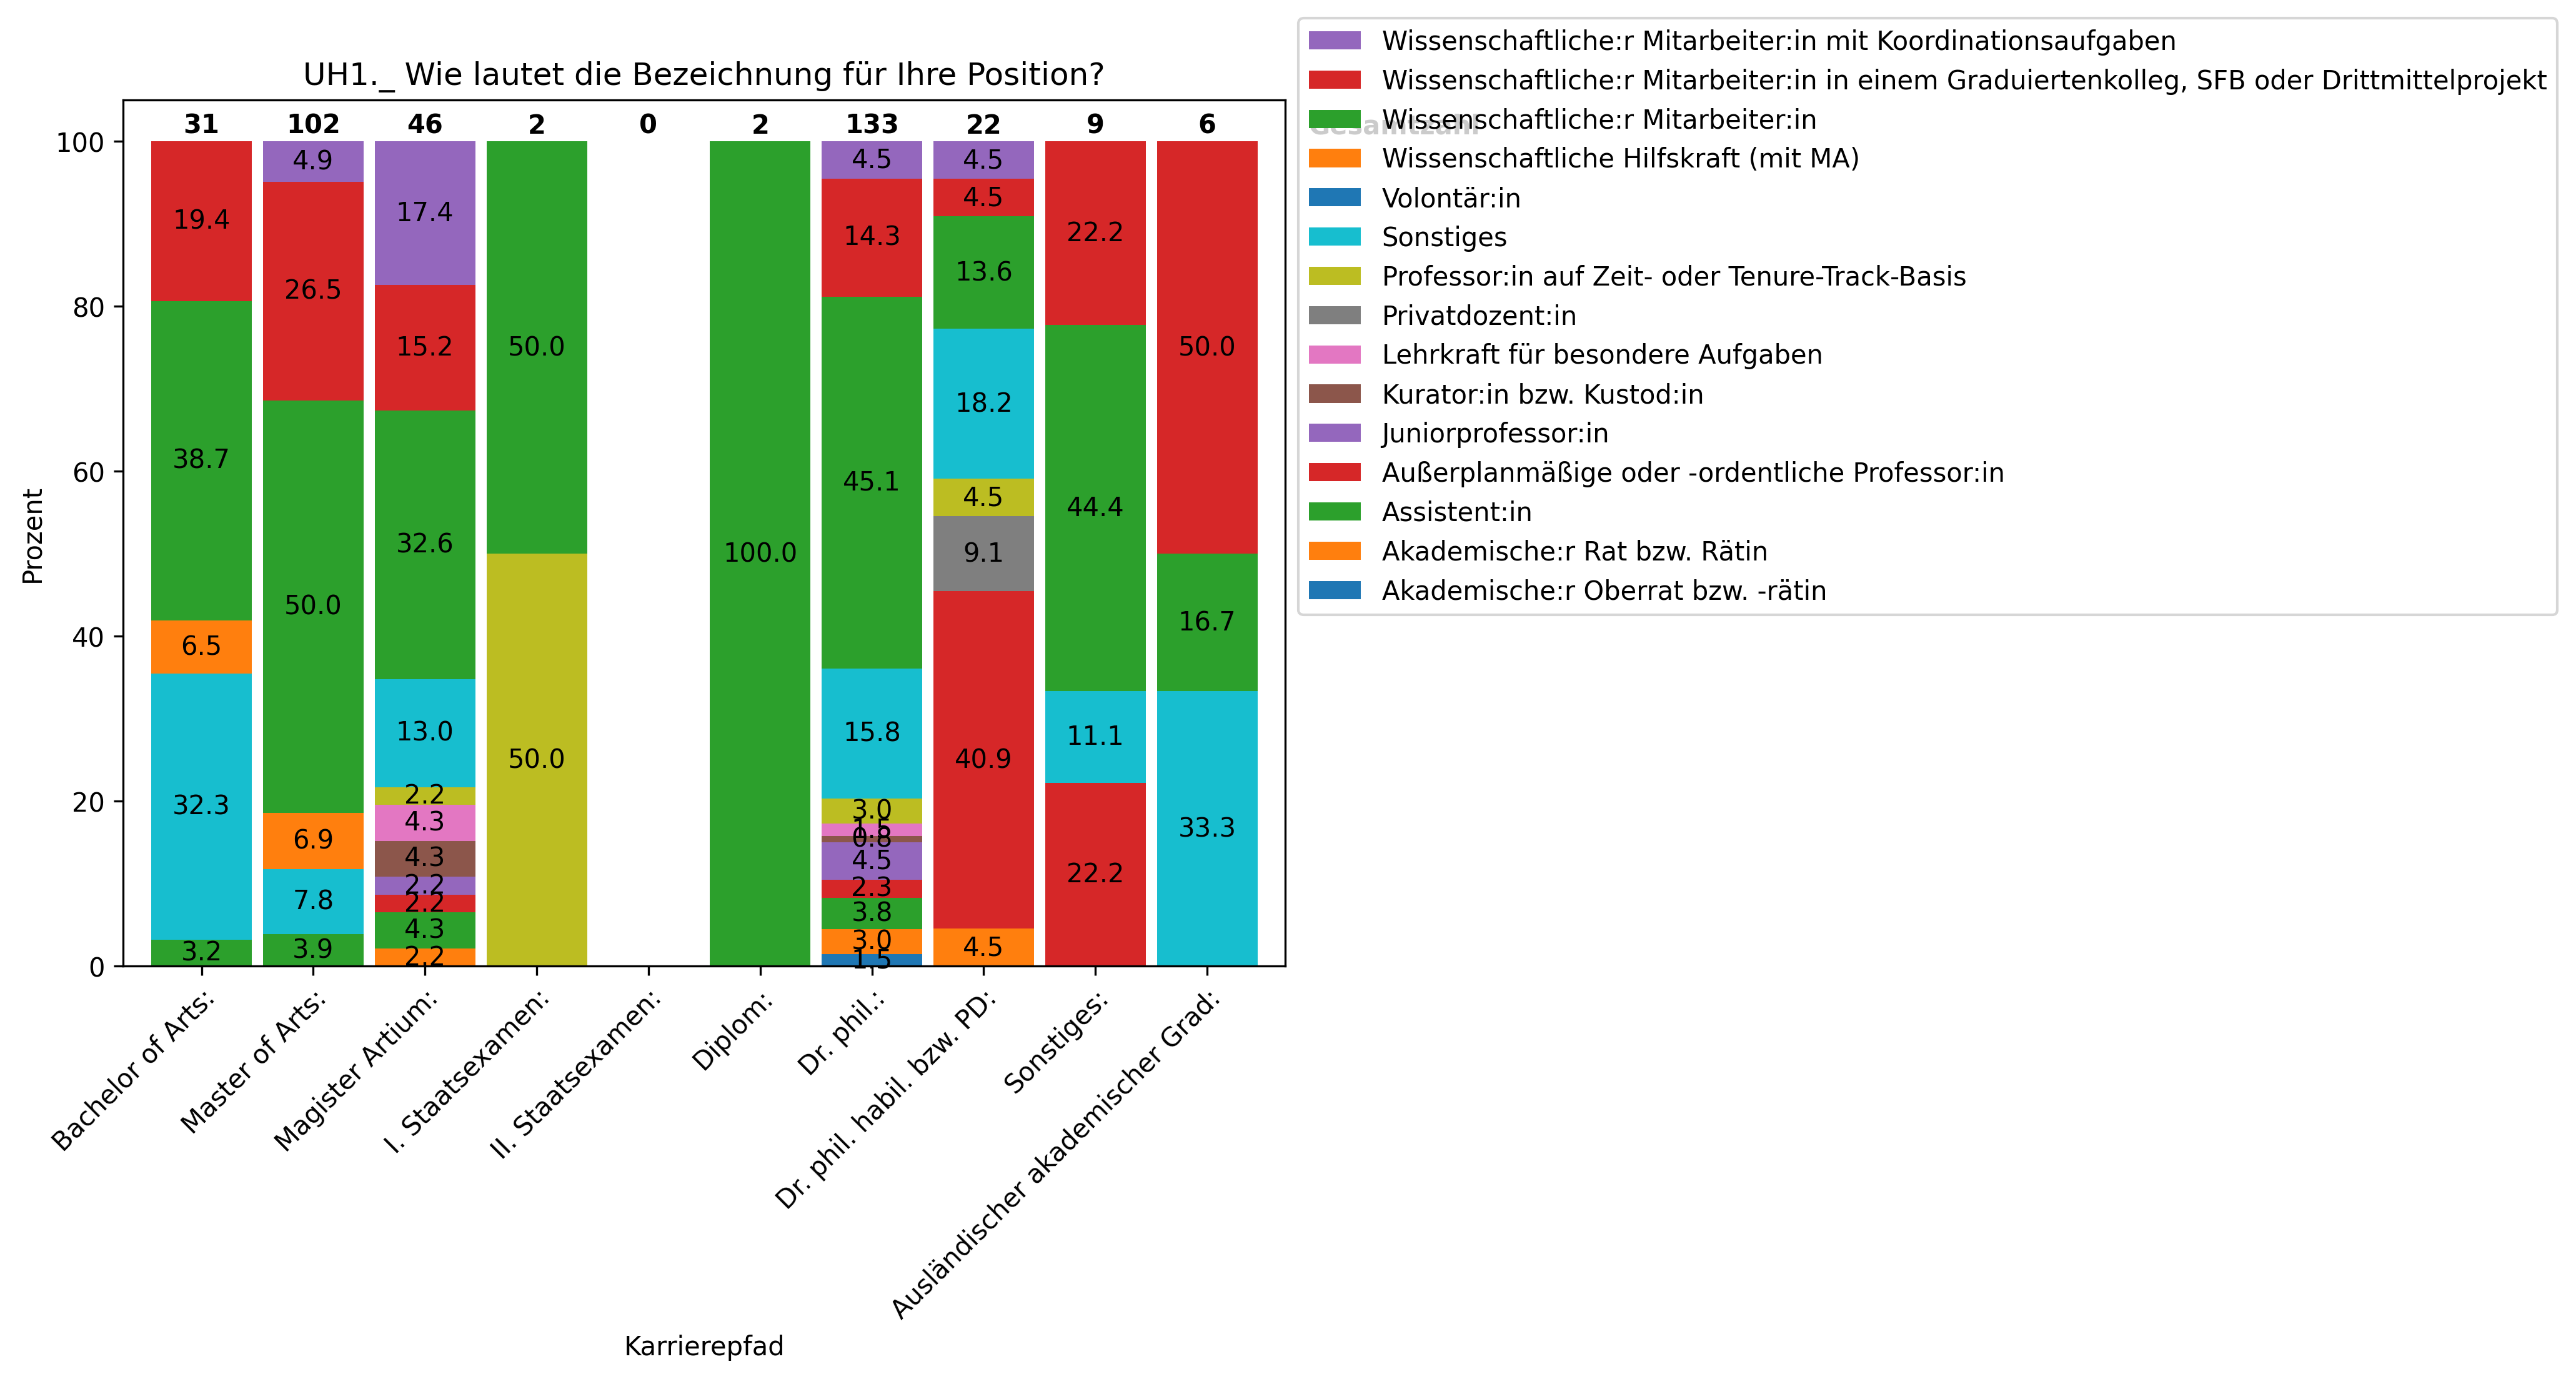 UH1._ Wie lautet die Bezeichnung für Ihre Position?
31 102 46 2 0 2 133 22 9 6
Gesamtzahl
Prozent
100
80
60
40
20
0
19.4
38.7
6.5
32.3
3.2
4.9
26.5
50.0
6.9
7.8
3.9
17.4
15.2
32.6
13.0
2.2
4.3
4.3
2.2
2.2
4.3
2.2
50.0
50.0
100.0
4.5
14.3
45.1
15.8
3.0
1.5
0.8
4.5
2.3
3.8
3.0
1.5
4.5
4.5
13.6
18.2
4.5
9.1
40.9
4.5
22.2
44.4
11.1
22.2
50.0
16.7
33.3
Bachelor of Arts:
Master of Arts:
Magister Artium:
I. Staatsexamen:
II. Staatsexamen:
Diplom:
Dr. phil.:
Dr. phil. habil. bzw. PD:
Sonstiges:
Ausländischer akademischer Grad:
Karrierepfad
Wissenschaftliche:r Mitarbeiter:in mit Koordinationsaufgaben
Wissenschaftliche:r Mitarbeiter:in in einem Graduiertenkolleg, SFB oder Drittmittelprojekt
Wissenschaftliche:r Mitarbeiter:in
Wissenschaftliche Hilfskraft (mit MA)
Volontär:in
Sonstiges
Professor:in auf Zeit- oder Tenure-Track-Basis
Privatdozent:in
Lehrkraft für besondere Aufgaben
Kurator:in bzw. Kustod:in
Juniorprofessor:in
Außerplanmäßige oder -ordentliche Professor:in
Assistent:in
Akademische:r Rat bzw. Rätin
Akademische:r Oberrat bzw. -rätin